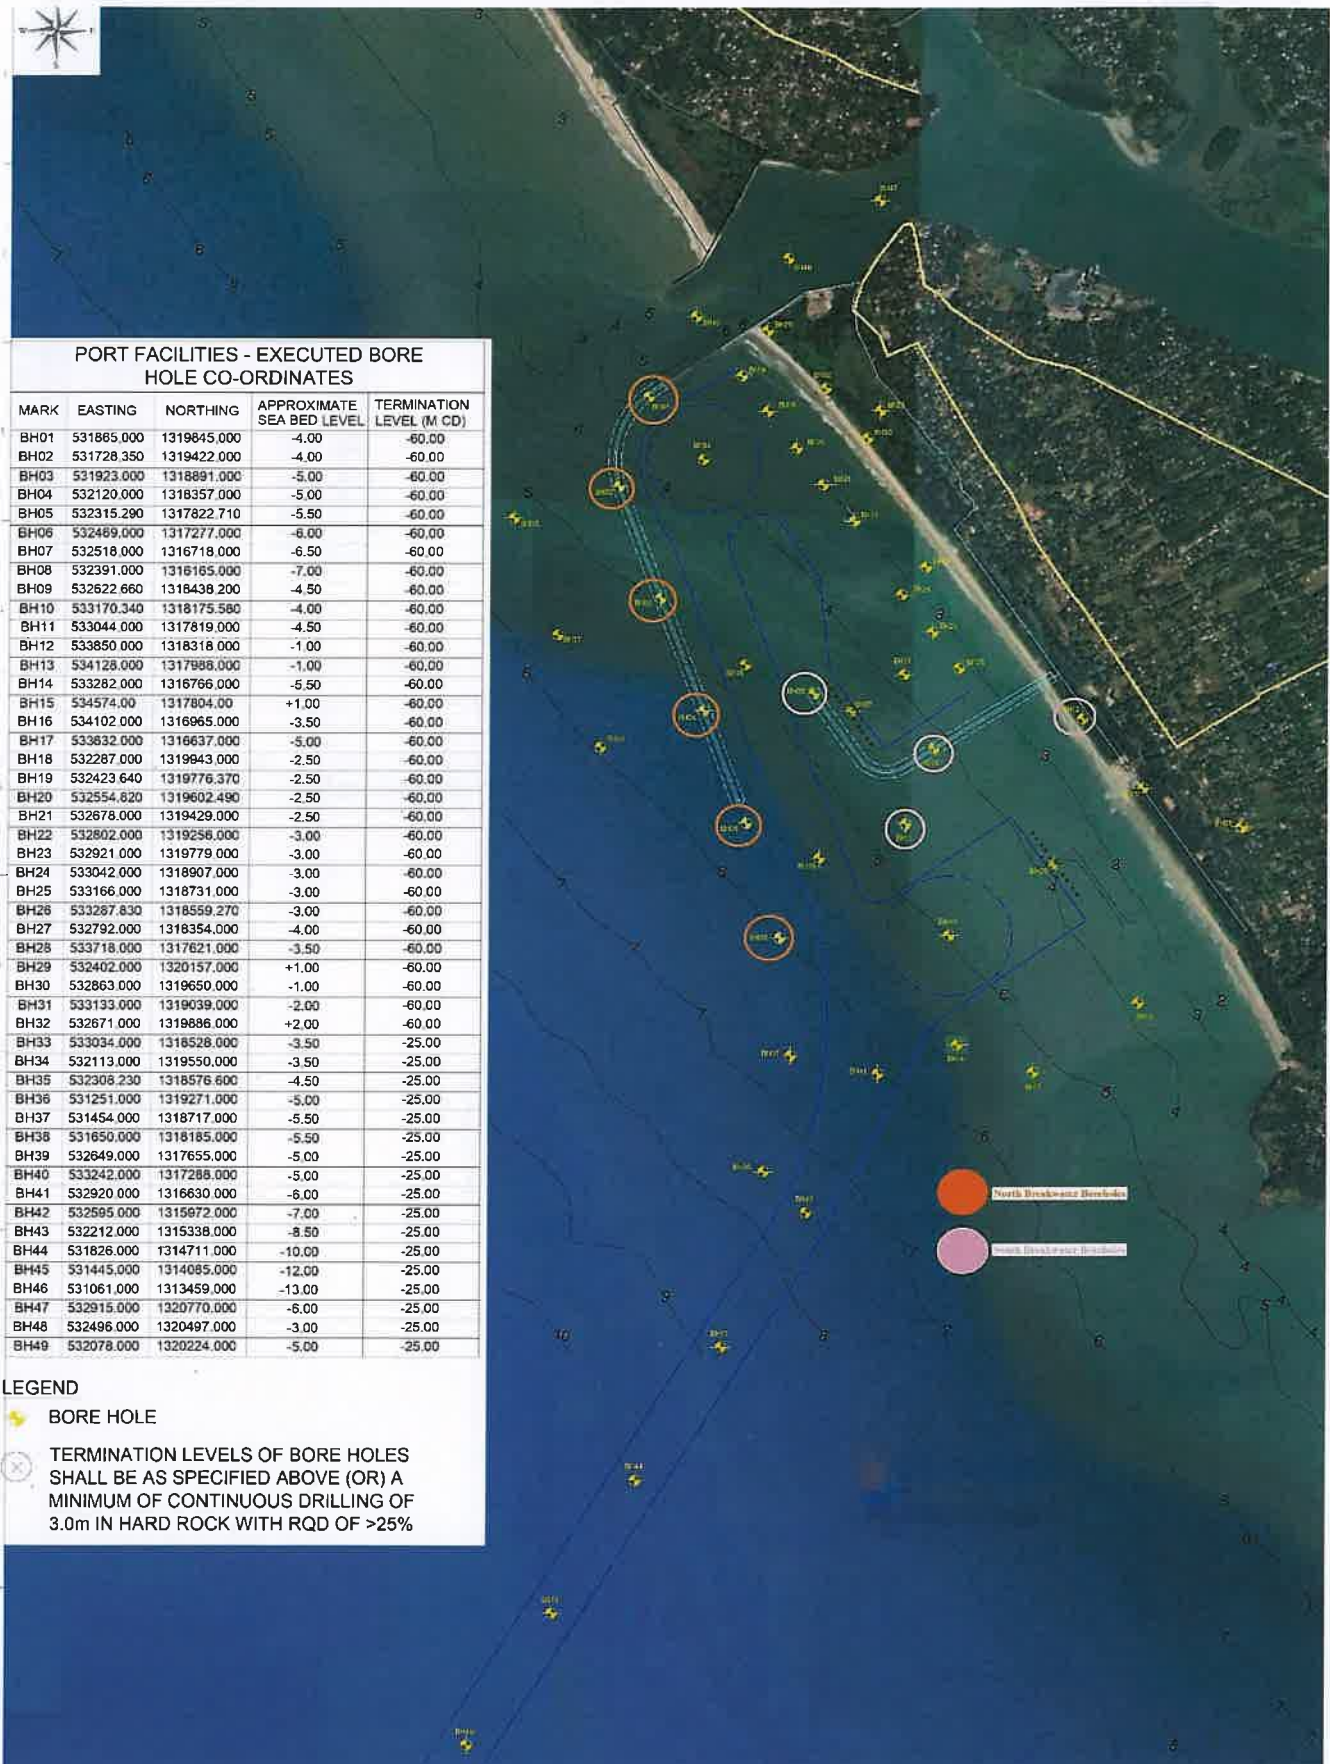 PORT FACILITIES - EXECUTED BORE
HOLE CO-ORDINATES
MARK EASTING NORTHING APPROXIMATE SEA BED LEVEL TERMINATION LEVEL (M CD)
BH01 531865.000 1319845.000 -4.00 -60.00
BH02 531728.350 1319422.000 -4.00 -60.00
BH03 531923.000 1318891.000 -5.00 -60.00
BH04 532120.000 1318357.000 -5.00 -60.00
BH05 532315.290 1317822.710 -5.50 -60.00
BH06 532469.000 1317277.000 -6.00 -60.00
BH07 532518.000 1316718.000 -6.50 -60.00
BH08 532391.000 1316165.000 -7.00 -60.00
BH09 532622.660 1318438.200 -4.50 -60.00
BH10 533170.340 1318175.580 -4.00 -60.00
BH11 533044.000 1317819.000 -4.50 -60.00
BH12 533850.000 1318318.000 -1.00 -60.00
BH13 534128.000 1317988.000 -1.00 -60.00
BH14 533282.000 1316766.000 -5.50 -60.00
BH15 534574.00 1317804.00 +1.00 -60.00
BH16 534102.000 1316965.000 -3.50 -60.00
BH17 533632.000 1316637.000 -5.00 -60.00
BH18 532287.000 1319943.000 -2.50 -60.00
BH19 532423.640 1319776.370 -2.50 -60.00
BH20 532554.820 1319602.490 -2.50 -60.00
BH21 532678.000 1319429.000 -2.50 -60.00
BH22 532802.000 1319256.000 -3.00 -60.00
BH23 532921.000 1319779.000 -3.00 -60.00
BH24 533042.000 1318907.000 -3.00 -60.00
BH25 533166.000 1318731.000 -3.00 -60.00
BH26 533287.830 1318559.270 -3.00 -60.00
BH27 532792.000 1318354.000 -4.00 -60.00
BH28 533718.000 1317621.000 -3.50 -60.00
BH29 532402.000 1320157.000 +1.00 -60.00
BH30 532863.000 1319650.000 -1.00 -60.00
BH31 533133.000 1319039.000 -2.00 -60.00
BH32 532671.000 1319886.000 +2.00 -60.00
BH33 533034.000 1318528.000 -3.50 -25.00
BH34 532113.000 1319550.000 -3.50 -25.00
BH35 532308.230 1318576.600 -4.50 -25.00
BH36 531251.000 1319271.000 -5.00 -25.00
BH37 531454.000 1318717.000 -5.50 -25.00
BH38 531650.000 1318185.000 -5.50 -25.00
BH39 532649.000 1317655.000 -5.00 -25.00
BH40 533242.000 1317288.000 -5.00 -25.00
BH41 532920.000 1316630.000 -6.00 -25.00
BH42 532595.000 1315972.000 -7.00 -25.00
BH43 532212.000 1315338.000 -8.50 -25.00
BH44 531826.000 1314711.000 -10.00 -25.00
BH45 531445.000 1314085.000 -12.00 -25.00
BH46 531061.000 1313459.000 -13.00 -25.00
BH47 532915.000 1320770.000 -6.00 -25.00
BH48 532496.000 1320497.000 -3.00 -25.00
BH49 532078.000 1320224.000 -5.00 -25.00
North Breakwater Boreholes
South Breakwater Boreholes
LEGEND
BORE HOLE
TERMINATION LEVELS OF BORE HOLES
SHALL BE AS SPECIFIED ABOVE (OR) A
MINIMUM OF CONTINUOUS DRILLING OF
3.0m IN HARD ROCK WITH RQD OF >25%